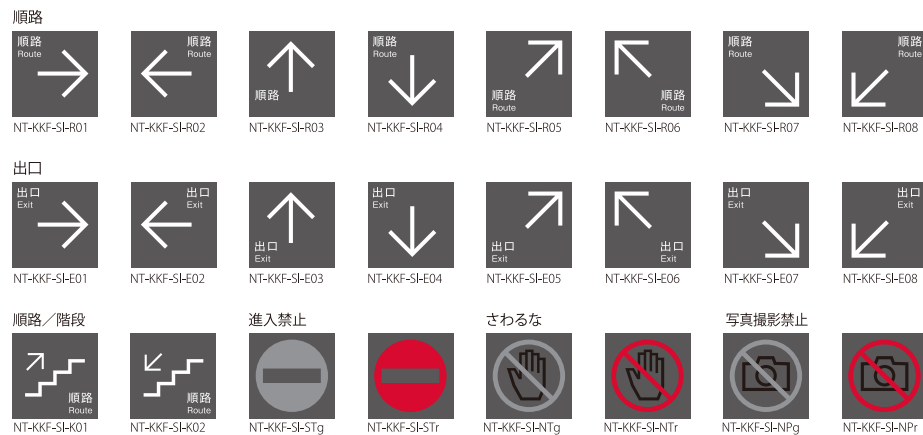 順路
順路
Route
順路
Route
順路
順路
Route
順路
Route
順路
Route
順路
Route
順路
Route
NT-KKF-SI-R01
NT-KKF-SI-R02
NT-KKF-SI-R03
NT-KKF-SI-R04
NT-KKF-SI-R05
NT-KKF-SI-R06
NT-KKF-SI-R07
NT-KKF-SI-R08
出口
出口
Exit
出口
Exit
出口
Exit
出口
Exit
出口
Exit
出口
Exit
出口
Exit
出口
Exit
NT-KKF-SI-E01
NT-KKF-SI-E02
NT-KKF-SI-E03
NT-KKF-SI-E04
NT-KKF-SI-E05
NT-KKF-SI-E06
NT-KKF-SI-E07
NT-KKF-SI-E08
順路／階段
進入禁止
さわるな
写真撮影禁止
順路
Route
順路
Route
NT-KKF-SI-K01
NT-KKF-SI-K02
NT-KKF-SI-STg
NT-KKF-SI-STr
NT-KKF-SI-NTg
NT-KKF-SI-NTr
NT-KKF-SI-NPg
NT-KKF-SI-NPr